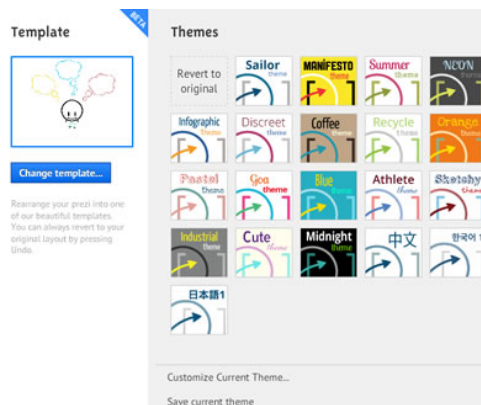 BETA
Template
Change template...
Rearrange your prezi into one
of our beautiful templates.
You can always revert to your
original layout by pressing
Undo.
Themes
Revert to
original
Sailor
theme
MANIFESTO
theme
Summer
theme
NEON
Infographic
theme
Discreet
theme
Coffee
theme
Recycle
theme
Orange
theme
Pastel
theme
Goa
theme
Blue
theme
Athlete
theme
Sketchy
theme
Industrial
theme
Cute
theme
Midnight
theme
中文
한국어 1
日本語1
Customize Current Theme...
Save current theme